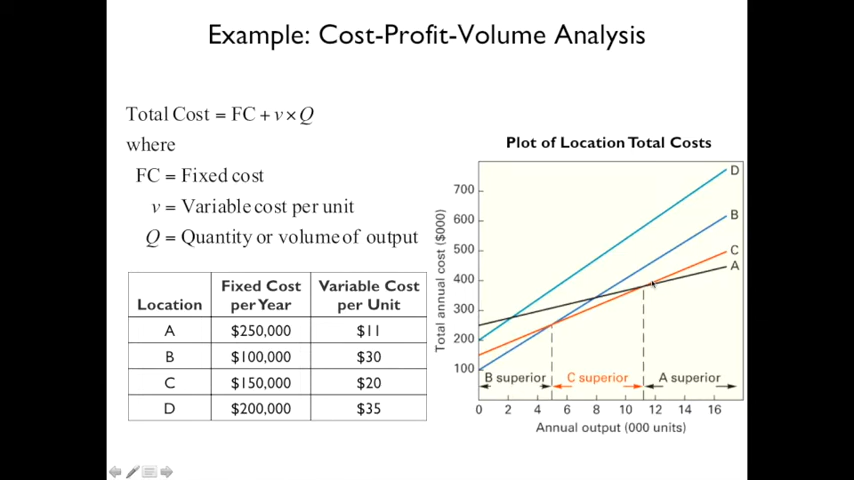 Example: Cost-Profit-Volume Analysis
Total Cost = FC + v × Q
where
FC = Fixed cost
v = Variable cost per unit
Q = Quantity or volume of output
Location Fixed Cost per Year Variable Cost per Unit
A $250,000 $11
B $100,000 $30
C $150,000 $20
D $200,000 $35
Plot of Location Total Costs
Total annual cost ($000)
700
600
500
400
300
200
100
D
B
C
A
B superior C superior A superior
0 2 4 6 8 10 12 14 16
Annual output (000 units)